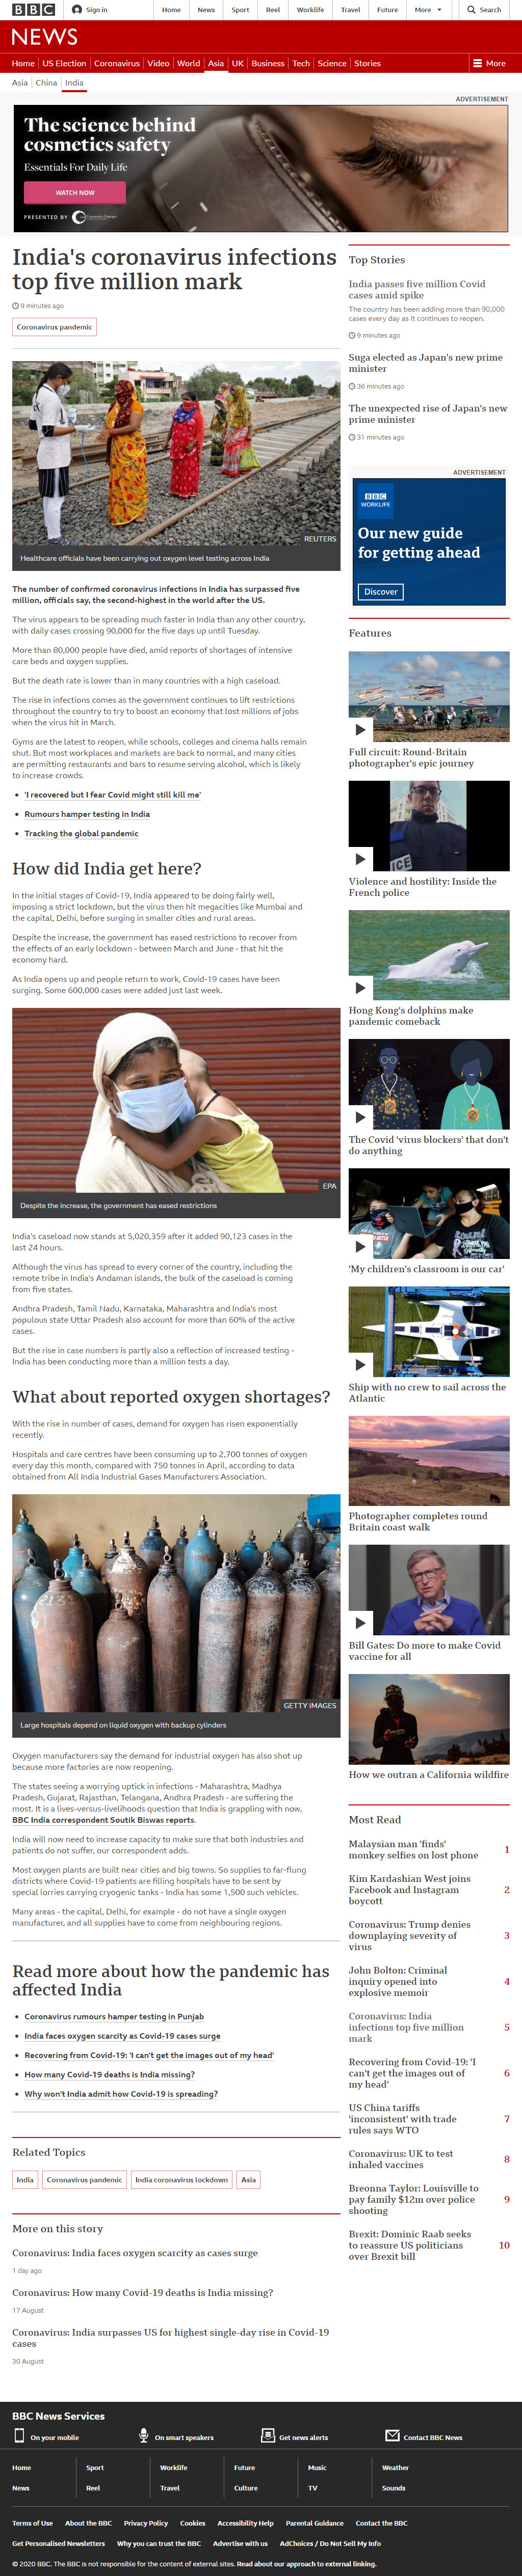 BBC
Sign in
Home
News
Sport
Reel
Worklife
Travel
Future
More
Search
NEWS
Home
US Election
Coronavirus
Video
World
Asia
UK
Business
Tech
Science
Stories
More
Asia
China
India
ADVERTISEMENT
The science behind
cosmetics safety
Essentials For Daily Life
WATCH NOW
PRESENTED BY
Cosmetics Europe
India's coronavirus infections
top five million mark
9 minutes ago
Coronavirus pandemic
REUTERS
Healthcare officials have been carrying out oxygen level testing across India
The number of confirmed coronavirus infections in India has surpassed five
million, officials say, the second-highest in the world after the US.
The virus appears to be spreading much faster in India than any other country,
with daily cases crossing 90,000 for the five days up until Tuesday.
More than 80,000 people have died, amid reports of shortages of intensive
care beds and oxygen supplies.
But the death rate is lower than in many countries with a high caseload.
The rise in infections comes as the government continues to lift restrictions
throughout the country to try to boost an economy that lost millions of jobs
when the virus hit in March.
Gyms are the latest to reopen, while schools, colleges and cinema halls remain
shut. But most workplaces and markets are back to normal, and many cities
are permitting restaurants and bars to resume serving alcohol, which is likely
to increase crowds.
'I recovered but I fear Covid might still kill me'
Rumours hamper testing in India
Tracking the global pandemic
How did India get here?
In the initial stages of Covid-19, India appeared to be doing fairly well,
imposing a strict lockdown, but the virus then hit megacities like Mumbai and
the capital, Delhi, before surging in smaller cities and rural areas.
Despite the increase, the government has eased restrictions to recover from
the effects of an early lockdown - between March and June - that hit the
economy hard.
As India opens up and people return to work, Covid-19 cases have been
surging. Some 600,000 cases were added just last week.
EPA
Despite the increase, the government has eased restrictions
India's caseload now stands at 5,020,359 after it added 90,123 cases in the
last 24 hours.
Although the virus has spread to every corner of the country, including the
remote tribe in India's Andaman islands, the bulk of the caseload is coming
from five states.
Andhra Pradesh, Tamil Nadu, Karnataka, Maharashtra and India's most
populous state Uttar Pradesh also account for more than 60% of the active
cases.
But the rise in case numbers is partly also a reflection of increased testing -
India has been conducting more than a million tests a day.
What about reported oxygen shortages?
With the rise in number of cases, demand for oxygen has risen exponentially
recently.
Hospitals and care centres have been consuming up to 2,700 tonnes of oxygen
every day this month, compared with 750 tonnes in April, according to data
obtained from All India Industrial Gases Manufacturers Association.
GETTY IMAGES
Large hospitals depend on liquid oxygen with backup cylinders
Oxygen manufacturers say the demand for industrial oxygen has also shot up
because more factories are now reopening.
The states seeing a worrying uptick in infections - Maharashtra, Madhya
Pradesh, Gujarat, Rajasthan, Telangana, Andhra Pradesh - are suffering the
most. It is a lives-versus-livelihoods question that India is grappling with now,
BBC India correspondent Soutik Biswas reports.
India will now need to increase capacity to make sure that both industries and
patients do not suffer, our correspondent adds.
Most oxygen plants are built near cities and big towns. So supplies to far-flung
districts where Covid-19 patients are filling hospitals have to be sent by
special lorries carrying cryogenic tanks - India has some 1,500 such vehicles.
Many areas - the capital, Delhi, for example - do not have a single oxygen
manufacturer, and all supplies have to come from neighbouring regions.
Read more about how the pandemic has
affected India
Coronavirus rumours hamper testing in Punjab
India faces oxygen scarcity as Covid-19 cases surge
Recovering from Covid-19: 'I can't get the images out of my head'
How many Covid-19 deaths is India missing?
Why won't India admit how Covid-19 is spreading?
Related Topics
India
Coronavirus pandemic
India coronavirus lockdown
Asia
More on this story
Coronavirus: India faces oxygen scarcity as cases surge
1 day ago
Coronavirus: How many Covid-19 deaths is India missing?
17 August
Coronavirus: India surpasses US for highest single-day rise in Covid-19
cases
30 August
Top Stories
India passes five million Covid
cases amid spike
The country has been adding more than 90,000
cases every day as it continues to reopen.
9 minutes ago
Suga elected as Japan's new prime
minister
36 minutes ago
The unexpected rise of Japan's new
prime minister
31 minutes ago
ADVERTISEMENT
BBC
WORKLIFE
Our new guide
for getting ahead
Discover
Features
Full circuit: Round-Britain
photographer's epic journey
Violence and hostility: Inside the
French police
Hong Kong's dolphins make
pandemic comeback
The Covid 'virus blockers' that don't
do anything
'My children's classroom is our car'
Ship with no crew to sail across the
Atlantic
Photographer completes round
Britain coast walk
Bill Gates: Do more to make Covid
vaccine for all
How we outran a California wildfire
Most Read
Malaysian man 'finds'
monkey selfies on lost phone
1
Kim Kardashian West joins
Facebook and Instagram
boycott
2
Coronavirus: Trump denies
downplaying severity of
virus
3
John Bolton: Criminal
inquiry opened into
explosive memoir
4
Coronavirus: India
infections top five million
mark
5
Recovering from Covid-19: 'I
can't get the images out of
my head'
6
US China tariffs
'inconsistent' with trade
rules says WTO
7
Coronavirus: UK to test
inhaled vaccines
8
Breonna Taylor: Louisville to
pay family $12m over police
shooting
9
Brexit: Dominic Raab seeks
to reassure US politicians
over Brexit bill
10
BBC News Services
On your mobile
On smart speakers
Get news alerts
Contact BBC News
Home
Sport
Worklife
Future
Music
Weather
News
Reel
Travel
Culture
TV
Sounds
Terms of Use
About the BBC
Privacy Policy
Cookies
Accessibility Help
Parental Guidance
Contact the BBC
Get Personalised Newsletters
Why you can trust the BBC
Advertise with us
AdChoices / Do Not Sell My Info
© 2020 BBC. The BBC is not responsible for the content of external sites. Read about our approach to external linking.